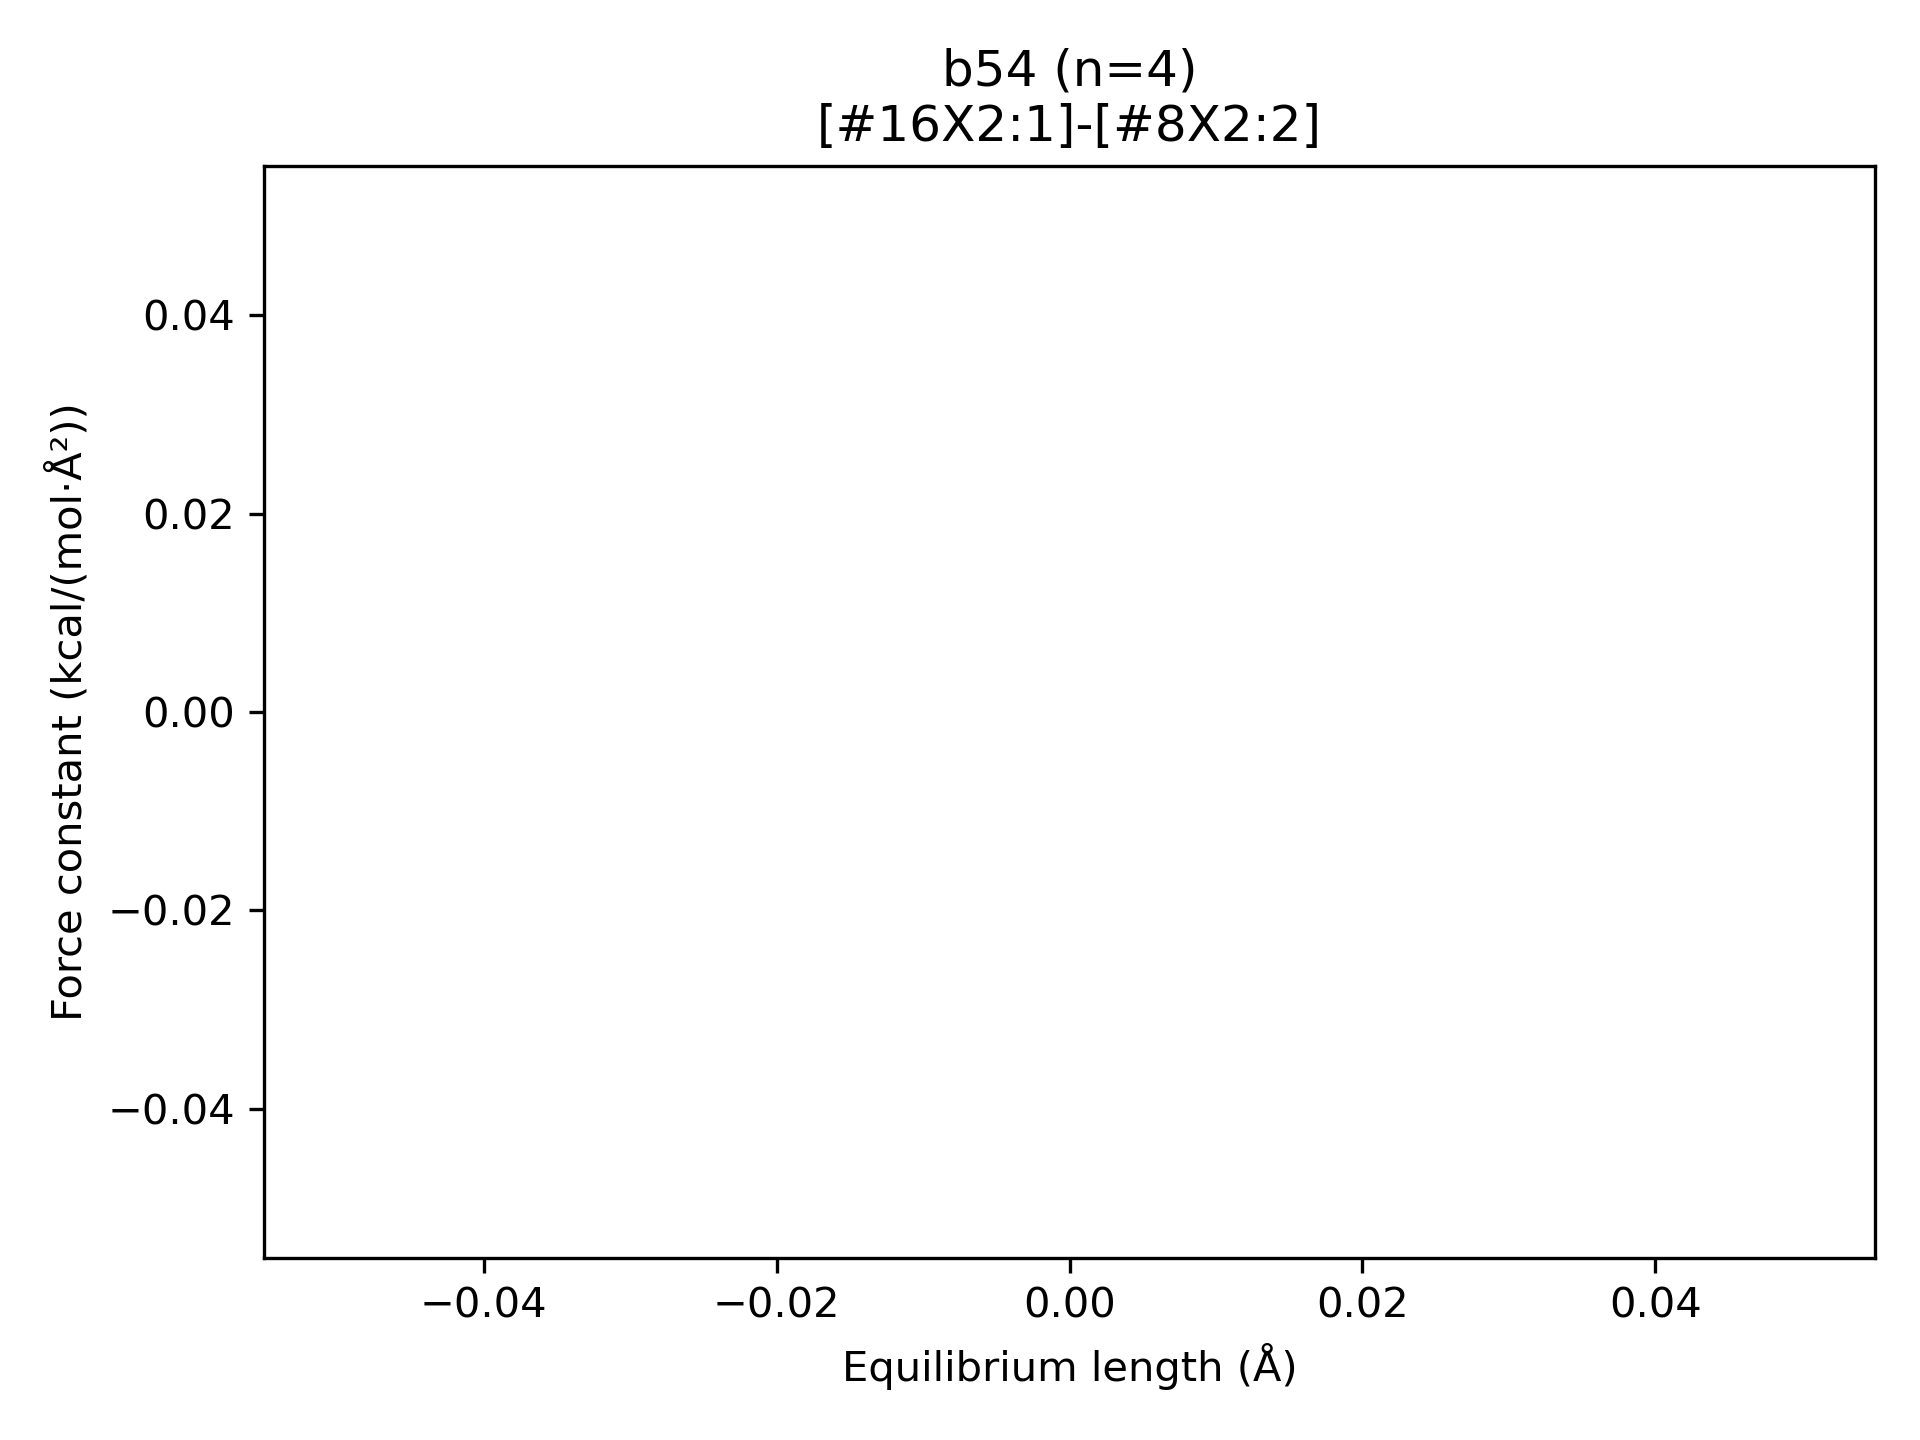 b54 (n=4)
[#16X2:1]-[#8X2:2]
Force constant (kcal/(mol·Å²))
0.04
0.02
0.00
−0.02
−0.04
−0.04
−0.02
0.00
0.02
0.04
Equilibrium length (Å)